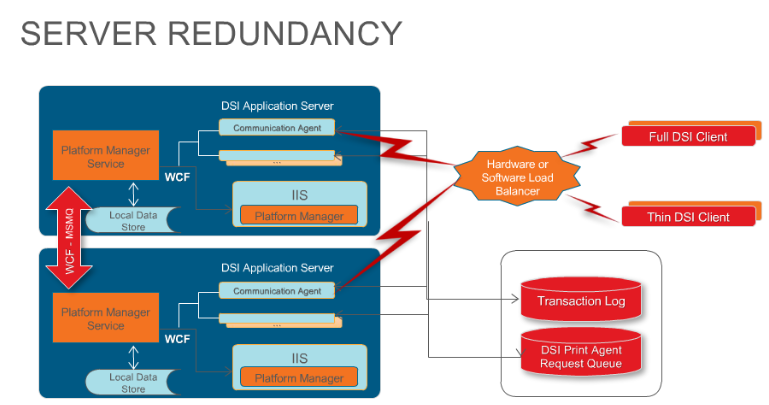 SERVER REDUNDANCY
DSI Application Server
Communication Agent
Platform Manager
Service
WCF
...
IIS
Platform Manager
Local Data
Store
WCF - MSMQ
DSI Application Server
Communication Agent
Platform Manager
Service
WCF
...
IIS
Platform Manager
Local Data
Store
Hardware or
Software Load
Balancer
Full DSI Client
Thin DSI Client
Transaction Log
DSI Print Agent
Request Queue